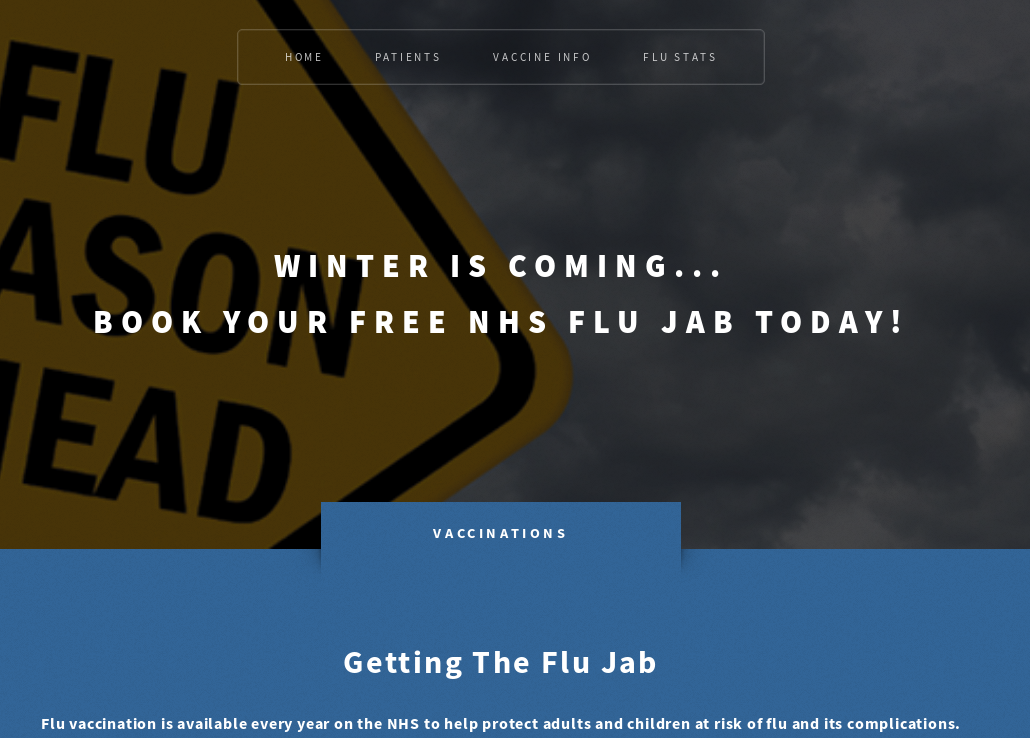 HOME PATIENTS VACCINE INFO FLU STATS
FLU
ASON
HEAD
WINTER IS COMING...
BOOK YOUR FREE NHS FLU JAB TODAY!
VACCINATIONS
Getting The Flu Jab
Flu vaccination is available every year on the NHS to help protect adults and children at risk of flu and its complications.